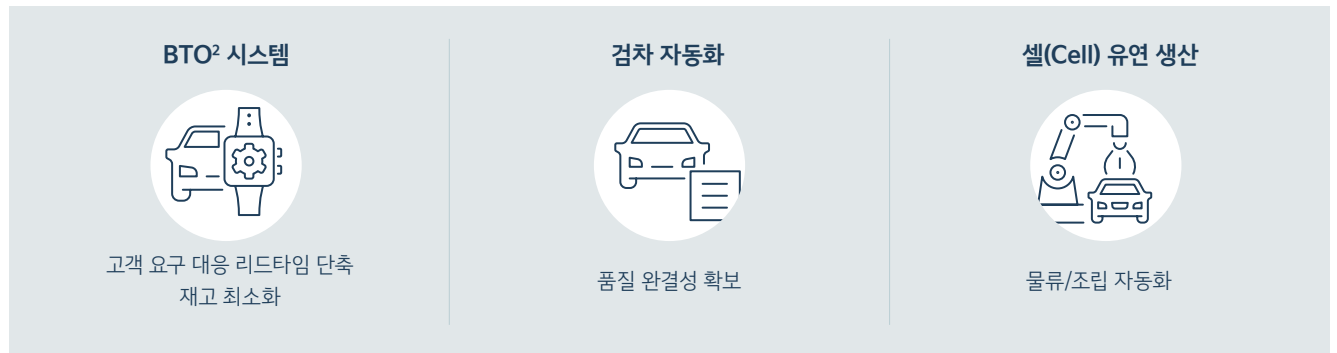 BTO² 시스템
고객 요구 대응 리드타임 단축
재고 최소화
검차 자동화
품질 완결성 확보
셀(Cell) 유연 생산
물류/조립 자동화